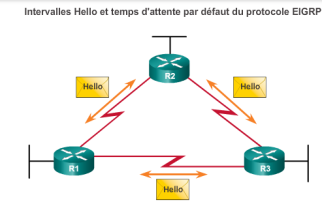 Intervalles Hello et temps d'attente par défaut du protocole EIGRP
R2
Hello
Hello
R1
R3
Hello